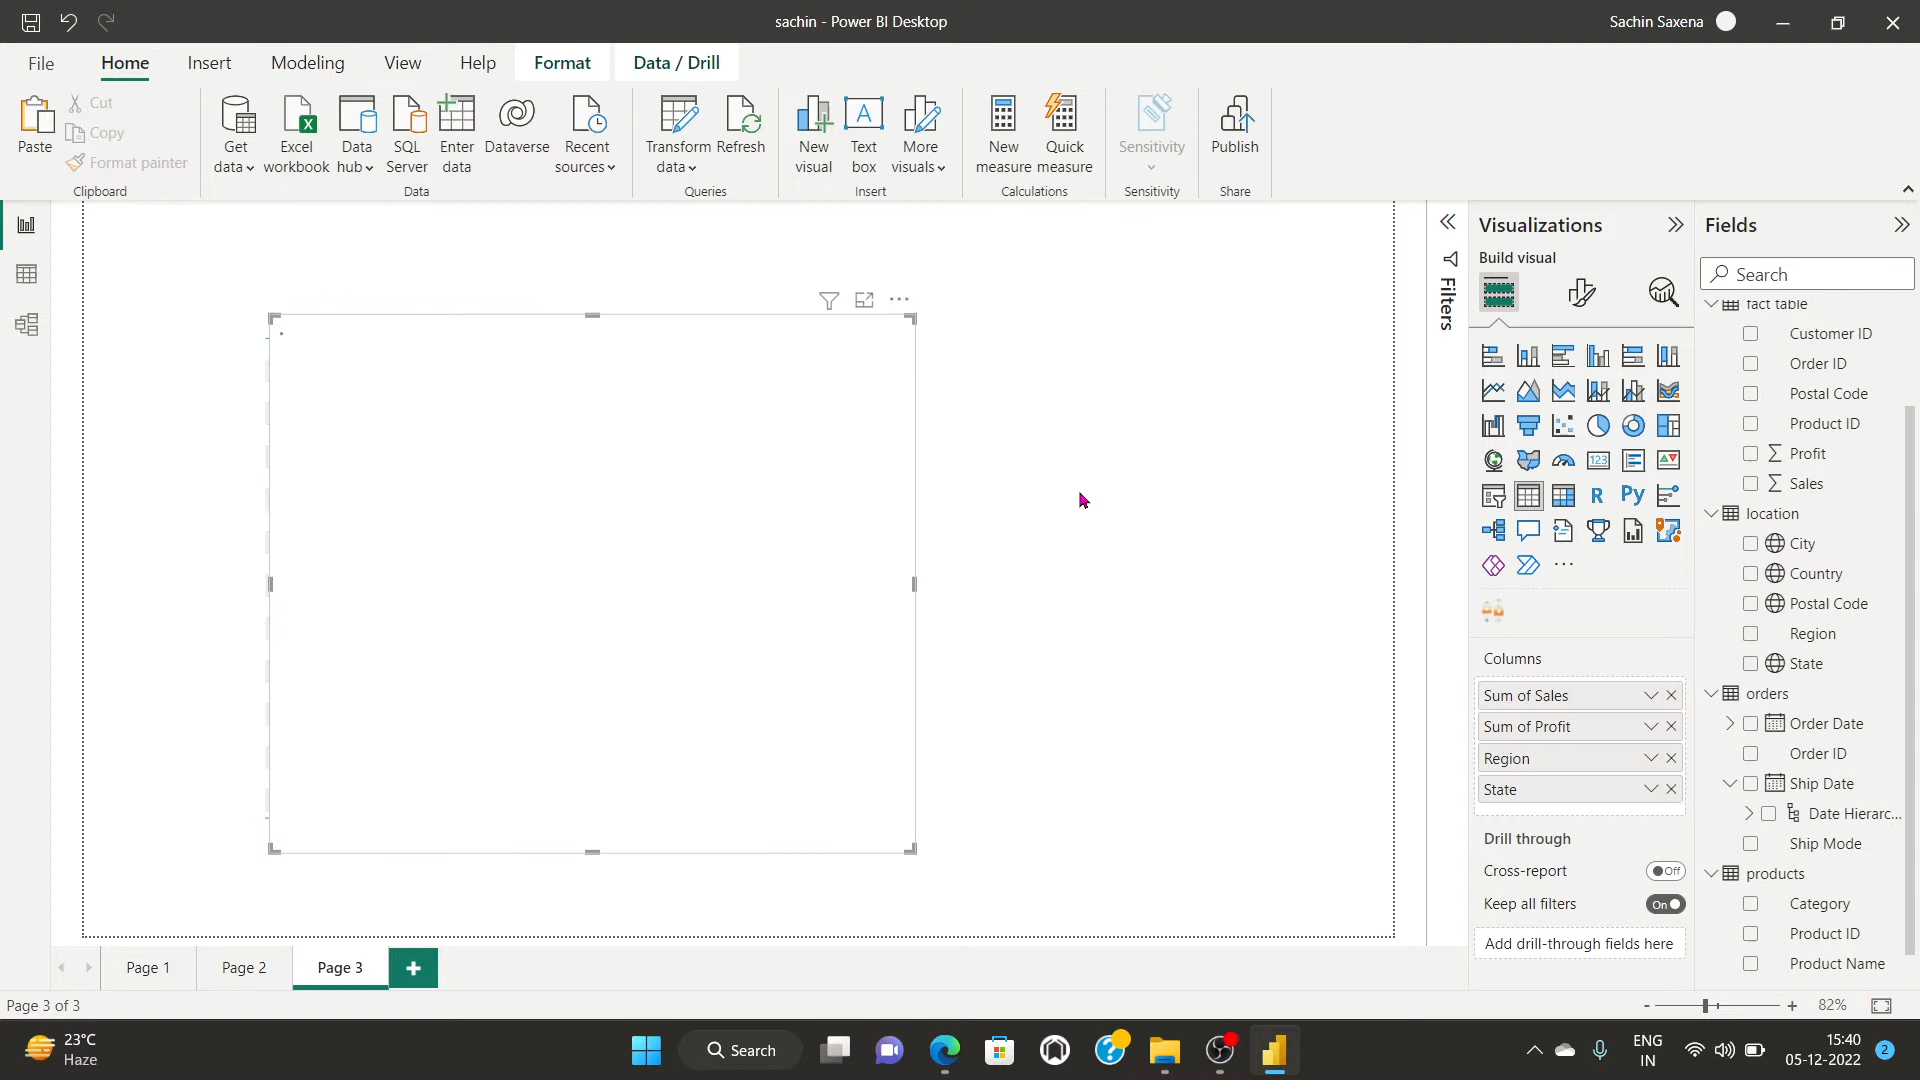 sachin - Power BI Desktop
Sachin Saxena
File
Home
Insert
Modeling
View
Help
Format
Data / Drill
Paste
Cut
Copy
Format painter
Clipboard
Get data
Excel workbook
Data hub
SQL Server
Enter data
Dataverse
Recent sources
Data
Transform data
Refresh
Queries
New visual
Text box
More visuals
Insert
New measure
Quick measure
Calculations
Sensitivity
Sensitivity
Publish
Share
Filters
Visualizations
Build visual
123
R
Py
Columns
Sum of Sales
Sum of Profit
Region
State
Drill through
Cross-report
Off
Keep all filters
On
Add drill-through fields here
Fields
Search
fact table
Customer ID
Order ID
Postal Code
Product ID
Profit
Sales
location
City
Country
Postal Code
Region
State
orders
Order Date
Order ID
Ship Date
Date Hierarc...
Ship Mode
products
Category
Product ID
Product Name
Page 1
Page 2
Page 3
Page 3 of 3
82%
23°C
Haze
Search
ENG
IN
15:40
05-12-2022
2